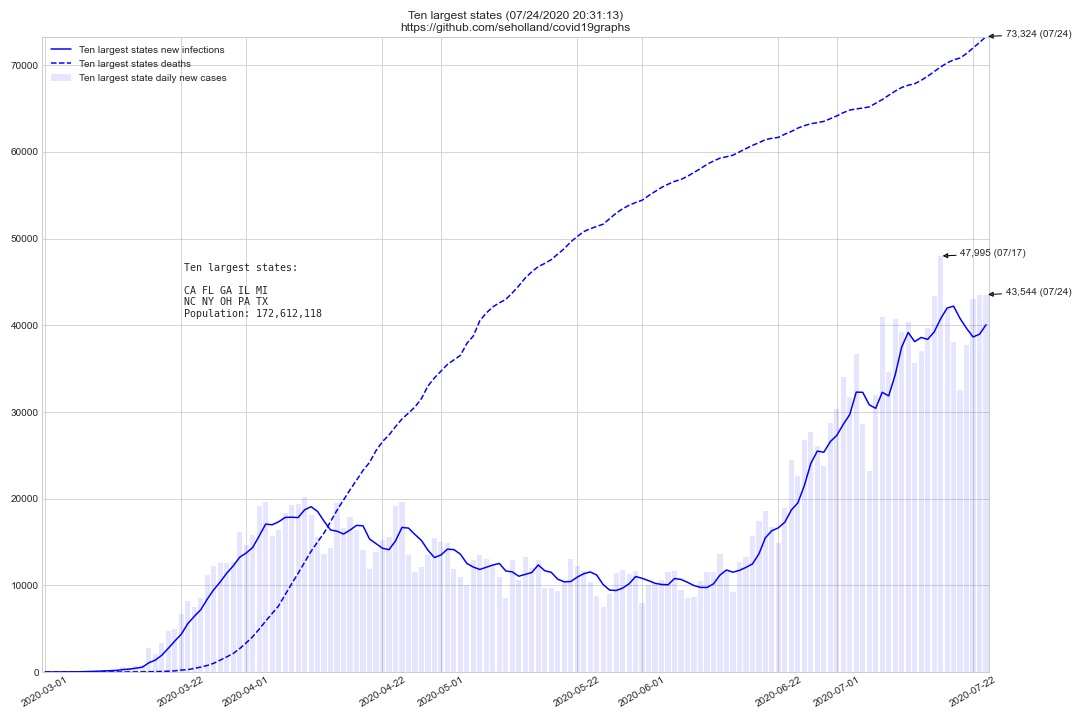 Ten largest states (07/24/2020 20:31:13)
https://github.com/seholland/covid19graphs
73,324 (07/24)
Ten largest states new infections
Ten largest states deaths
Ten largest state daily new cases
70000
60000
50000
47,995 (07/17)
Ten largest states:
CA FL GA IL MI
NC NY OH PA TX
Population: 172,612,118
43,544 (07/24)
40000
30000
20000
10000
0
2020-03-01
2020-03-22
2020-04-01
2020-04-22
2020-05-01
2020-05-22
2020-06-01
2020-06-22
2020-07-01
2020-07-22